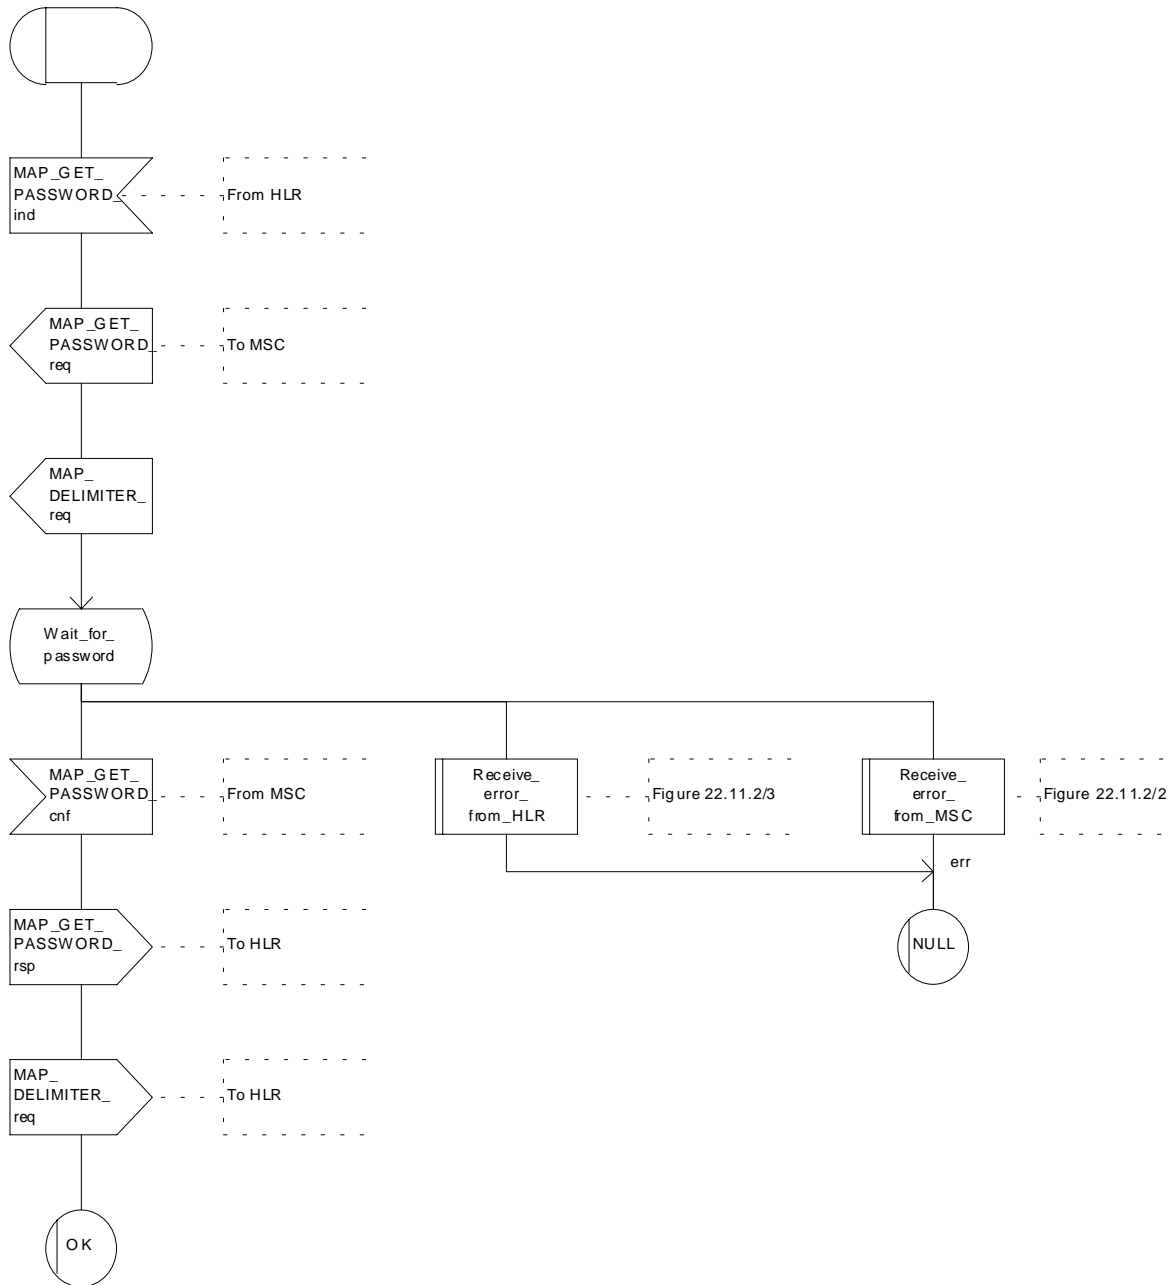 MAP_GET_
PASSWORD_
ind
From HLR
MAP_GET_
PASSWORD_
req
To MSC
MAP_
DELIMITER_
req
Wait_for_
password
MAP_GET_
PASSWORD_
cnf
From MSC
Receive_
error_
from_HLR
Figure 22.11.2/3
Receive_
error_
from_MSC
Figure 22.11.2/2
err
MAP_GET_
PASSWORD_
rsp
To HLR
NULL
MAP_
DELIMITER_
req
To HLR
OK